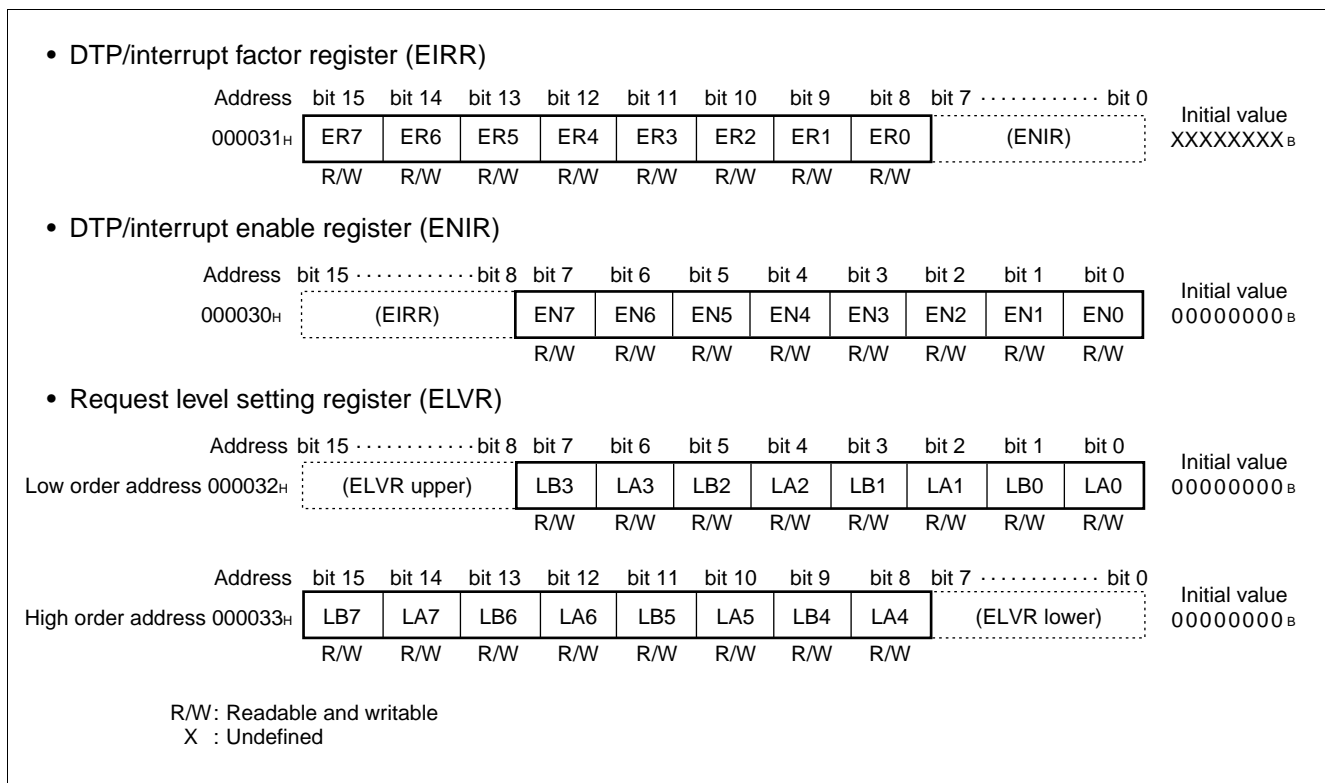 • DTP/interrupt factor register (EIRR)
Address bit 15 bit 14 bit 13 bit 12 bit 11 bit 10 bit 9 bit 8 bit 7 ············ bit 0
Initial value
000031H ER7 ER6 ER5 ER4 ER3 ER2 ER1 ER0 (ENIR) XXXXXXXXB
R/W R/W R/W R/W R/W R/W R/W R/W
• DTP/interrupt enable register (ENIR)
Address bit 15 ············ bit 8 bit 7 bit 6 bit 5 bit 4 bit 3 bit 2 bit 1 bit 0
Initial value
000030H (EIRR) EN7 EN6 EN5 EN4 EN3 EN2 EN1 EN0 00000000B
R/W R/W R/W R/W R/W R/W R/W R/W
• Request level setting register (ELVR)
Address bit 15 ············ bit 8 bit 7 bit 6 bit 5 bit 4 bit 3 bit 2 bit 1 bit 0
Initial value
Low order address 000032H (ELVR upper) LB3 LA3 LB2 LA2 LB1 LA1 LB0 LA0 00000000B
R/W R/W R/W R/W R/W R/W R/W R/W
Address bit 15 bit 14 bit 13 bit 12 bit 11 bit 10 bit 9 bit 8 bit 7 ············ bit 0
Initial value
High order address 000033H LB7 LA7 LB6 LA6 LB5 LA5 LB4 LA4 (ELVR lower) 00000000B
R/W R/W R/W R/W R/W R/W R/W R/W
R/W: Readable and writable
X : Undefined